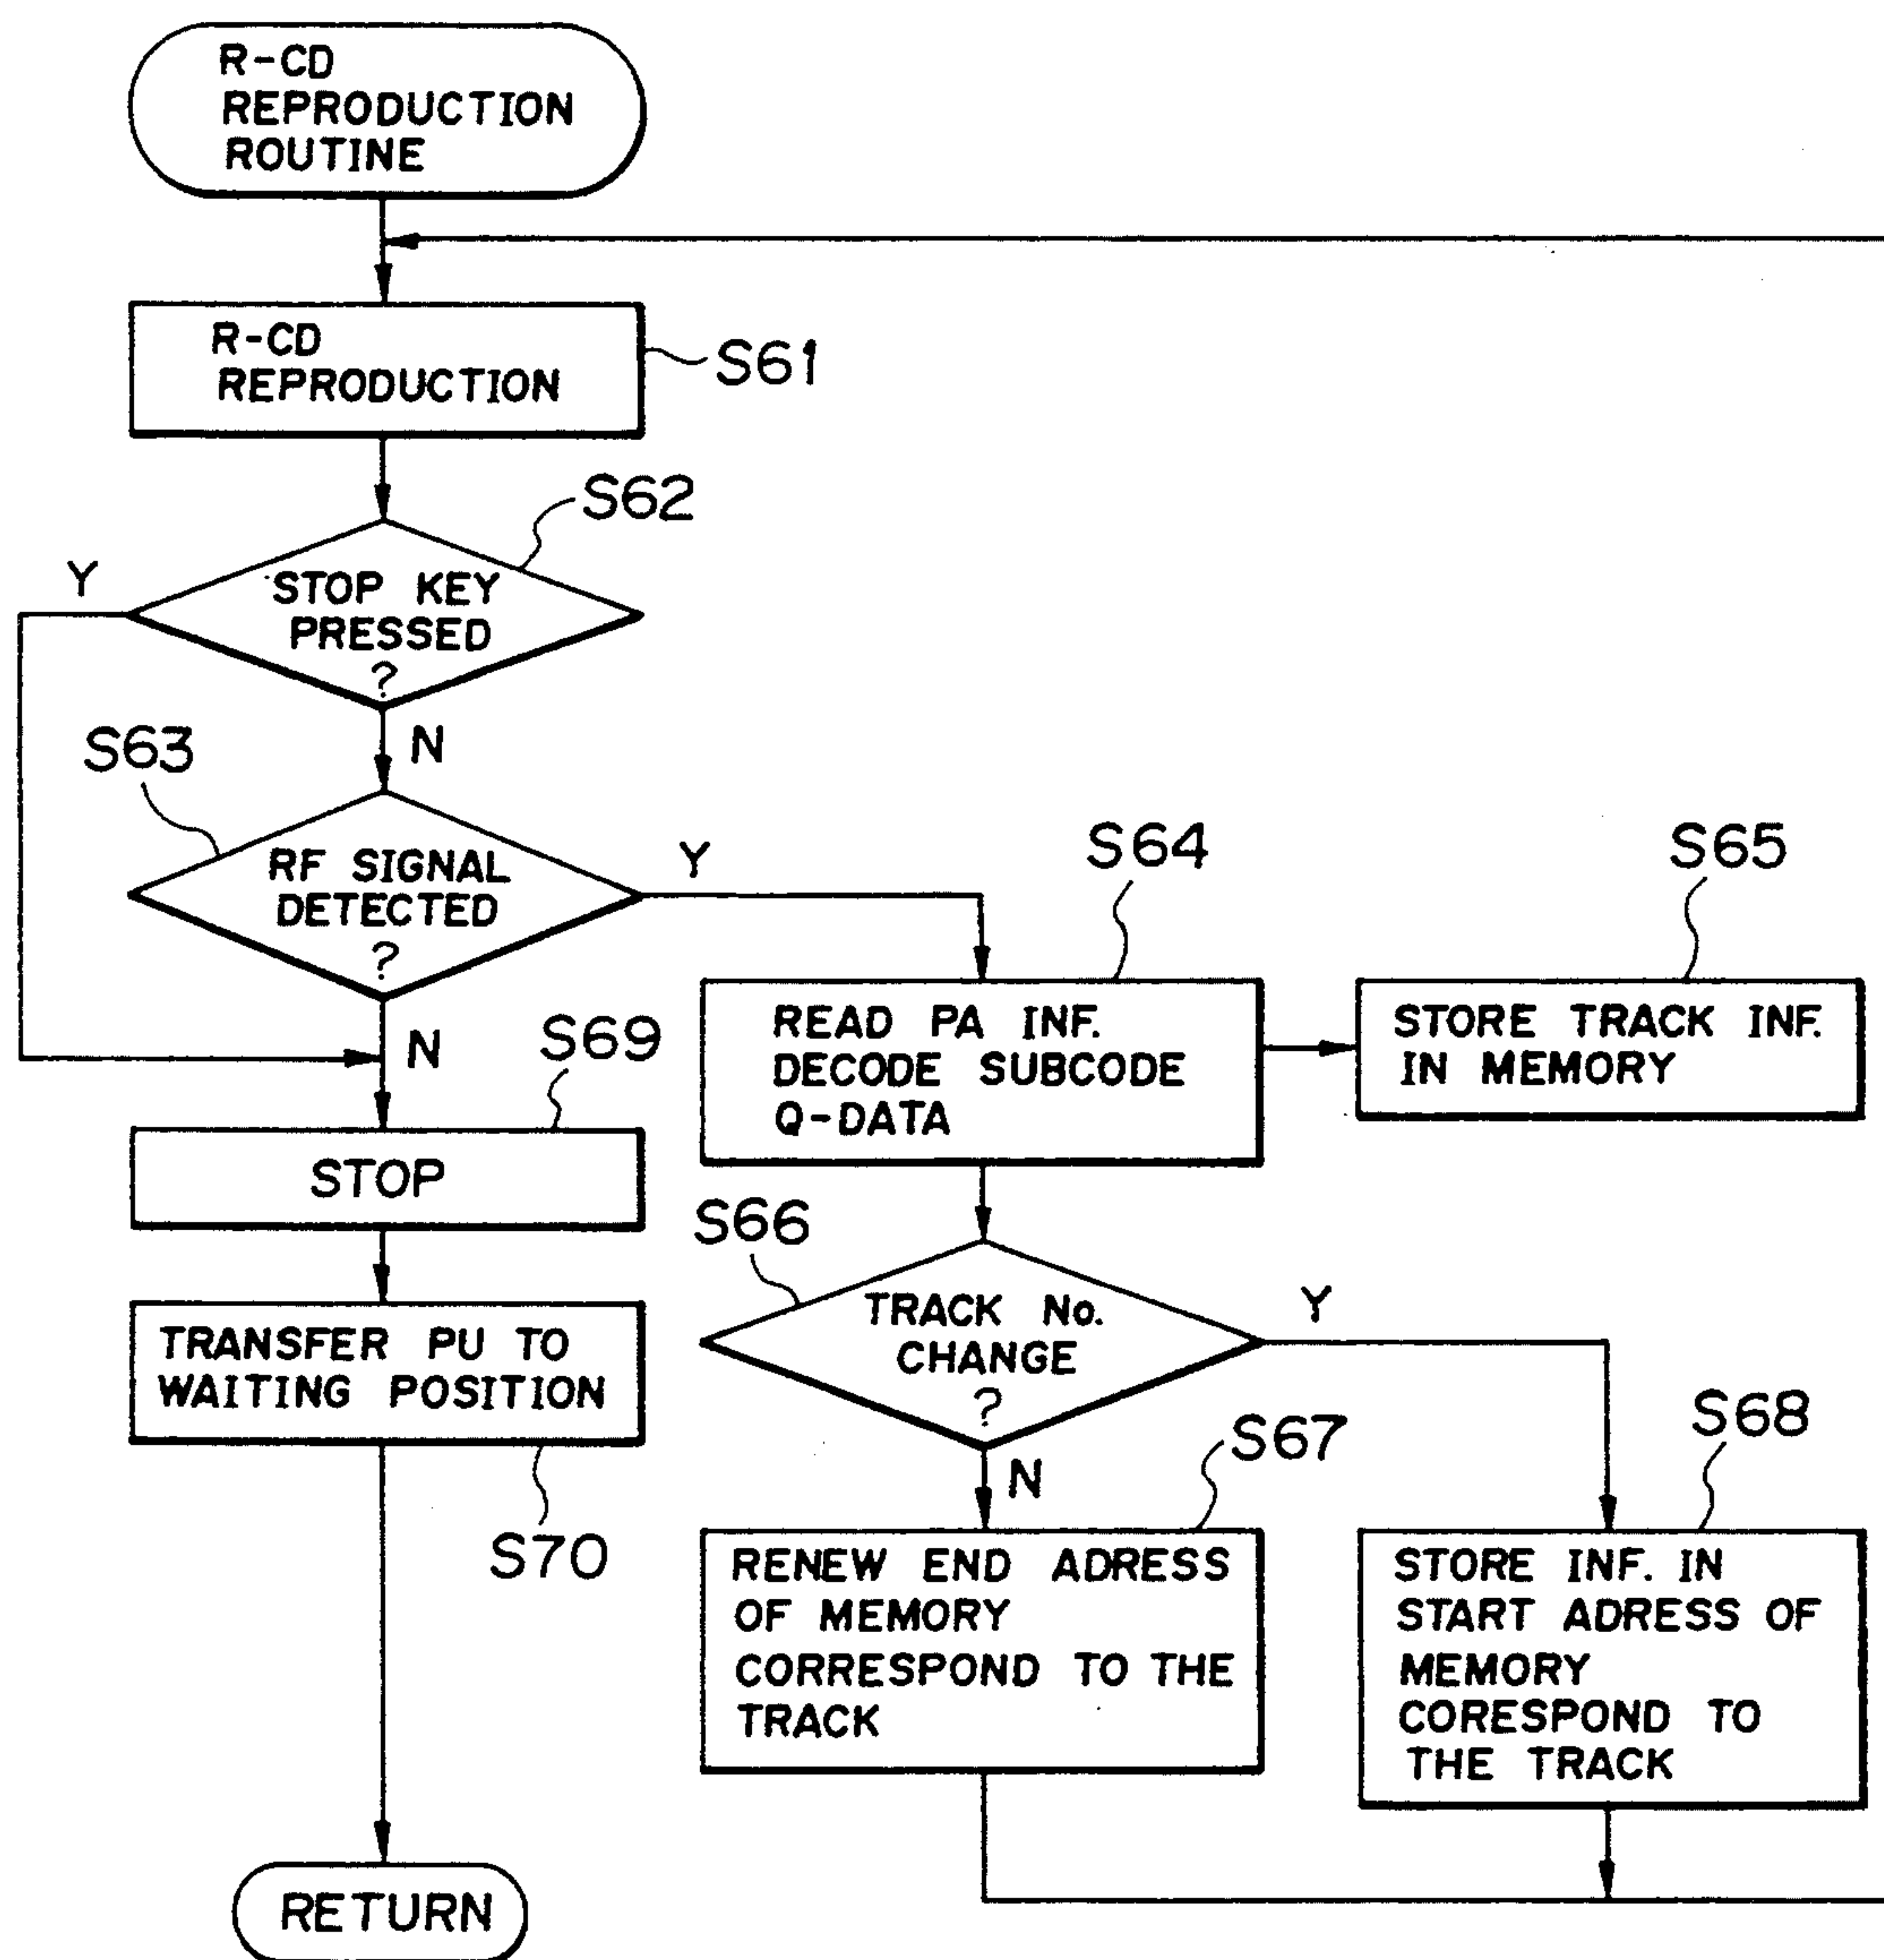 R-CD
REPRODUCTION
ROUTINE
R-CD
REPRODUCTION
S61
S62
Y
STOP KEY
PRESSED
?
N
S63
RF SIGNAL
DETECTED
?
Y
N
S64
READ PA INF.
DECODE SUBCODE
Q-DATA
S65
STORE TRACK INF.
IN MEMORY
S69
STOP
S66
TRACK No.
CHANGE
?
Y
N
TRANSFER PU TO
WAITING POSITION
S70
S67
RENEW END ADRESS
OF MEMORY
CORRESPOND TO THE
TRACK
S68
STORE INF. IN
START ADRESS OF
MEMORY
CORESPOND TO
THE TRACK
RETURN